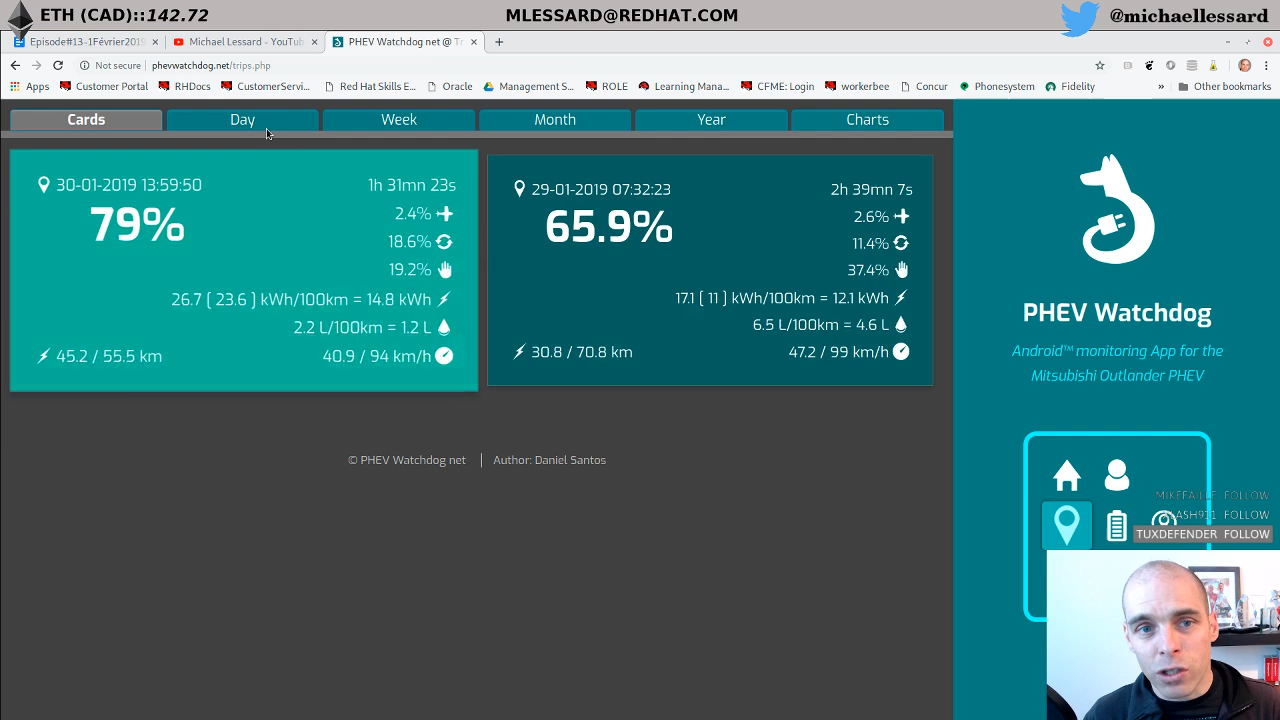 ETH (CAD)::142.72
MLESSARD@REDHAT.COM
@michaellessard
Episode#13-1Février2019
Michael Lessard - YouTub
PHEV Watchdog net @ Tr
Not secure
phevwatchdog.net/trips.php
Apps
Customer Portal
RHDocs
CustomerServi...
Red Hat Skills E...
Oracle
Management S...
ROLE
Learning Mana...
CFME: Login
workerbee
Concur
Phonesystem
Fidelity
»
Other bookmarks
Cards
Day
Week
Month
Year
Charts
30-01-2019 13:59:50
1h 31mn 23s
79%
2.4%
18.6%
19.2%
26.7 [ 23.6 ] kWh/100km = 14.8 kWh
2.2 L/100km = 1.2 L
45.2 / 55.5 km
40.9 / 94 km/h
29-01-2019 07:32:23
2h 39mn 7s
65.9%
2.6%
11.4%
37.4%
17.1 [ 11 ] kWh/100km = 12.1 kWh
6.5 L/100km = 4.6 L
30.8 / 70.8 km
47.2 / 99 km/h
© PHEV Watchdog net
Author: Daniel Santos
PHEV Watchdog
Android™ monitoring App for the
Mitsubishi Outlander PHEV
FOLLOW
FOLLOW
TUXDEFENDER FOLLOW